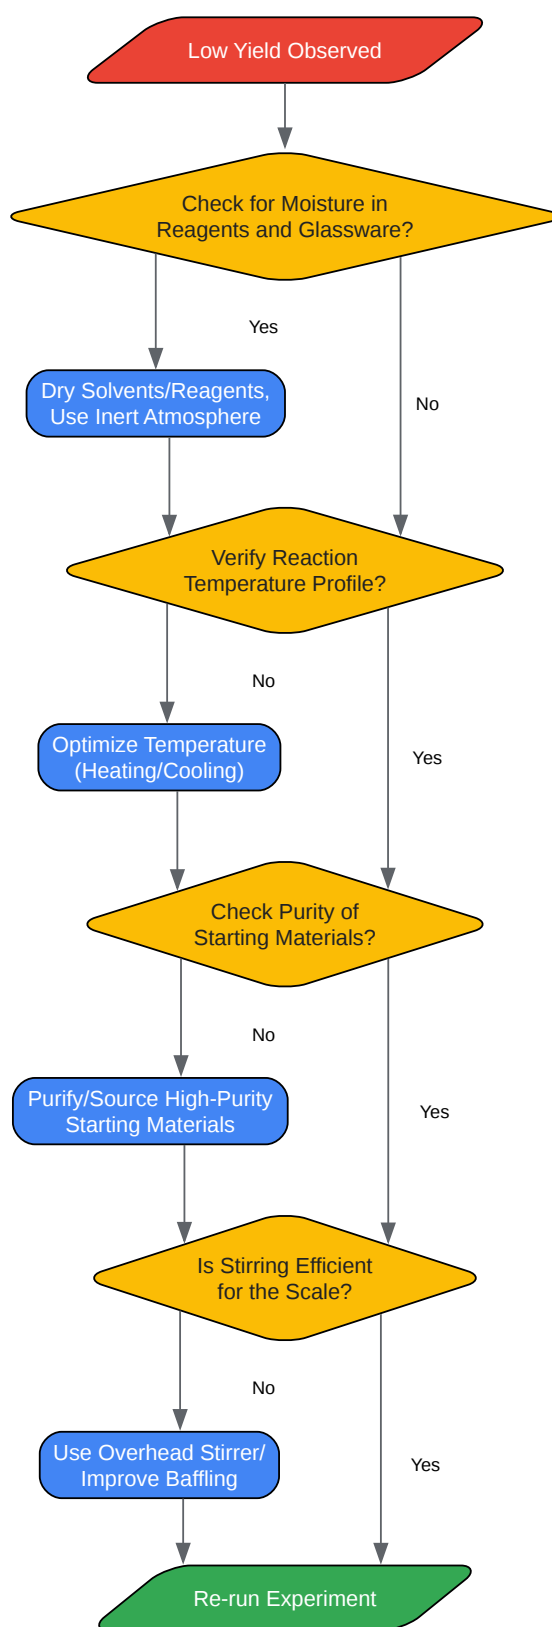 Low Yield Observed
Check for Moisture in
Reagents and Glassware?
Yes
Dry Solvents/Reagents,
Use Inert Atmosphere
No
Verify Reaction
Temperature Profile?
No
Optimize Temperature
(Heating/Cooling)
Yes
Check Purity of
Starting Materials?
No
Purify/Source High-Purity
Starting Materials
Yes
Is Stirring Efficient
for the Scale?
No
Use Overhead Stirrer/
Improve Baffling
Yes
Re-run Experiment